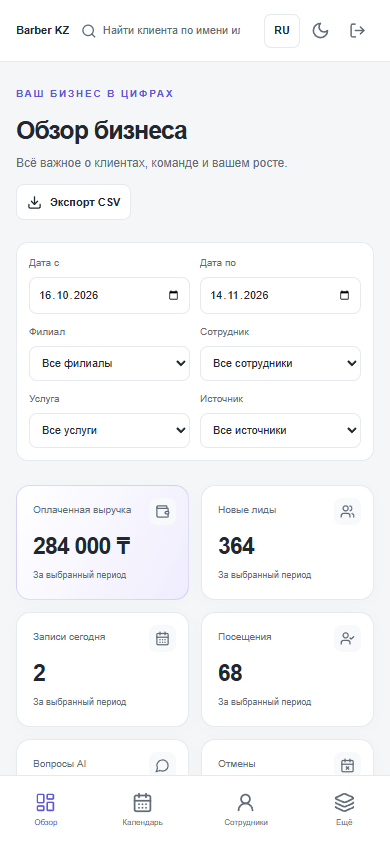 Barber KZ
Найти клиента по имени ил
RU
ВАШ БИЗНЕС В ЦИФРАХ
Обзор бизнеса
Всё важное о клиентах, команде и вашем росте.
Экспорт CSV
Дата с
Дата по
16.10.2026
14.11.2026
Филиал
Сотрудник
Все филиалы
Все сотрудники
Услуга
Источник
Все услуги
Все источники
Оплаченная выручка
Новые лиды
284 000 ₸
364
За выбранный период
За выбранный период
Записи сегодня
Посещения
2
68
За выбранный период
За выбранный период
Вопросы AI
Отмены
Обзор
Календарь
Сотрудники
Ещё